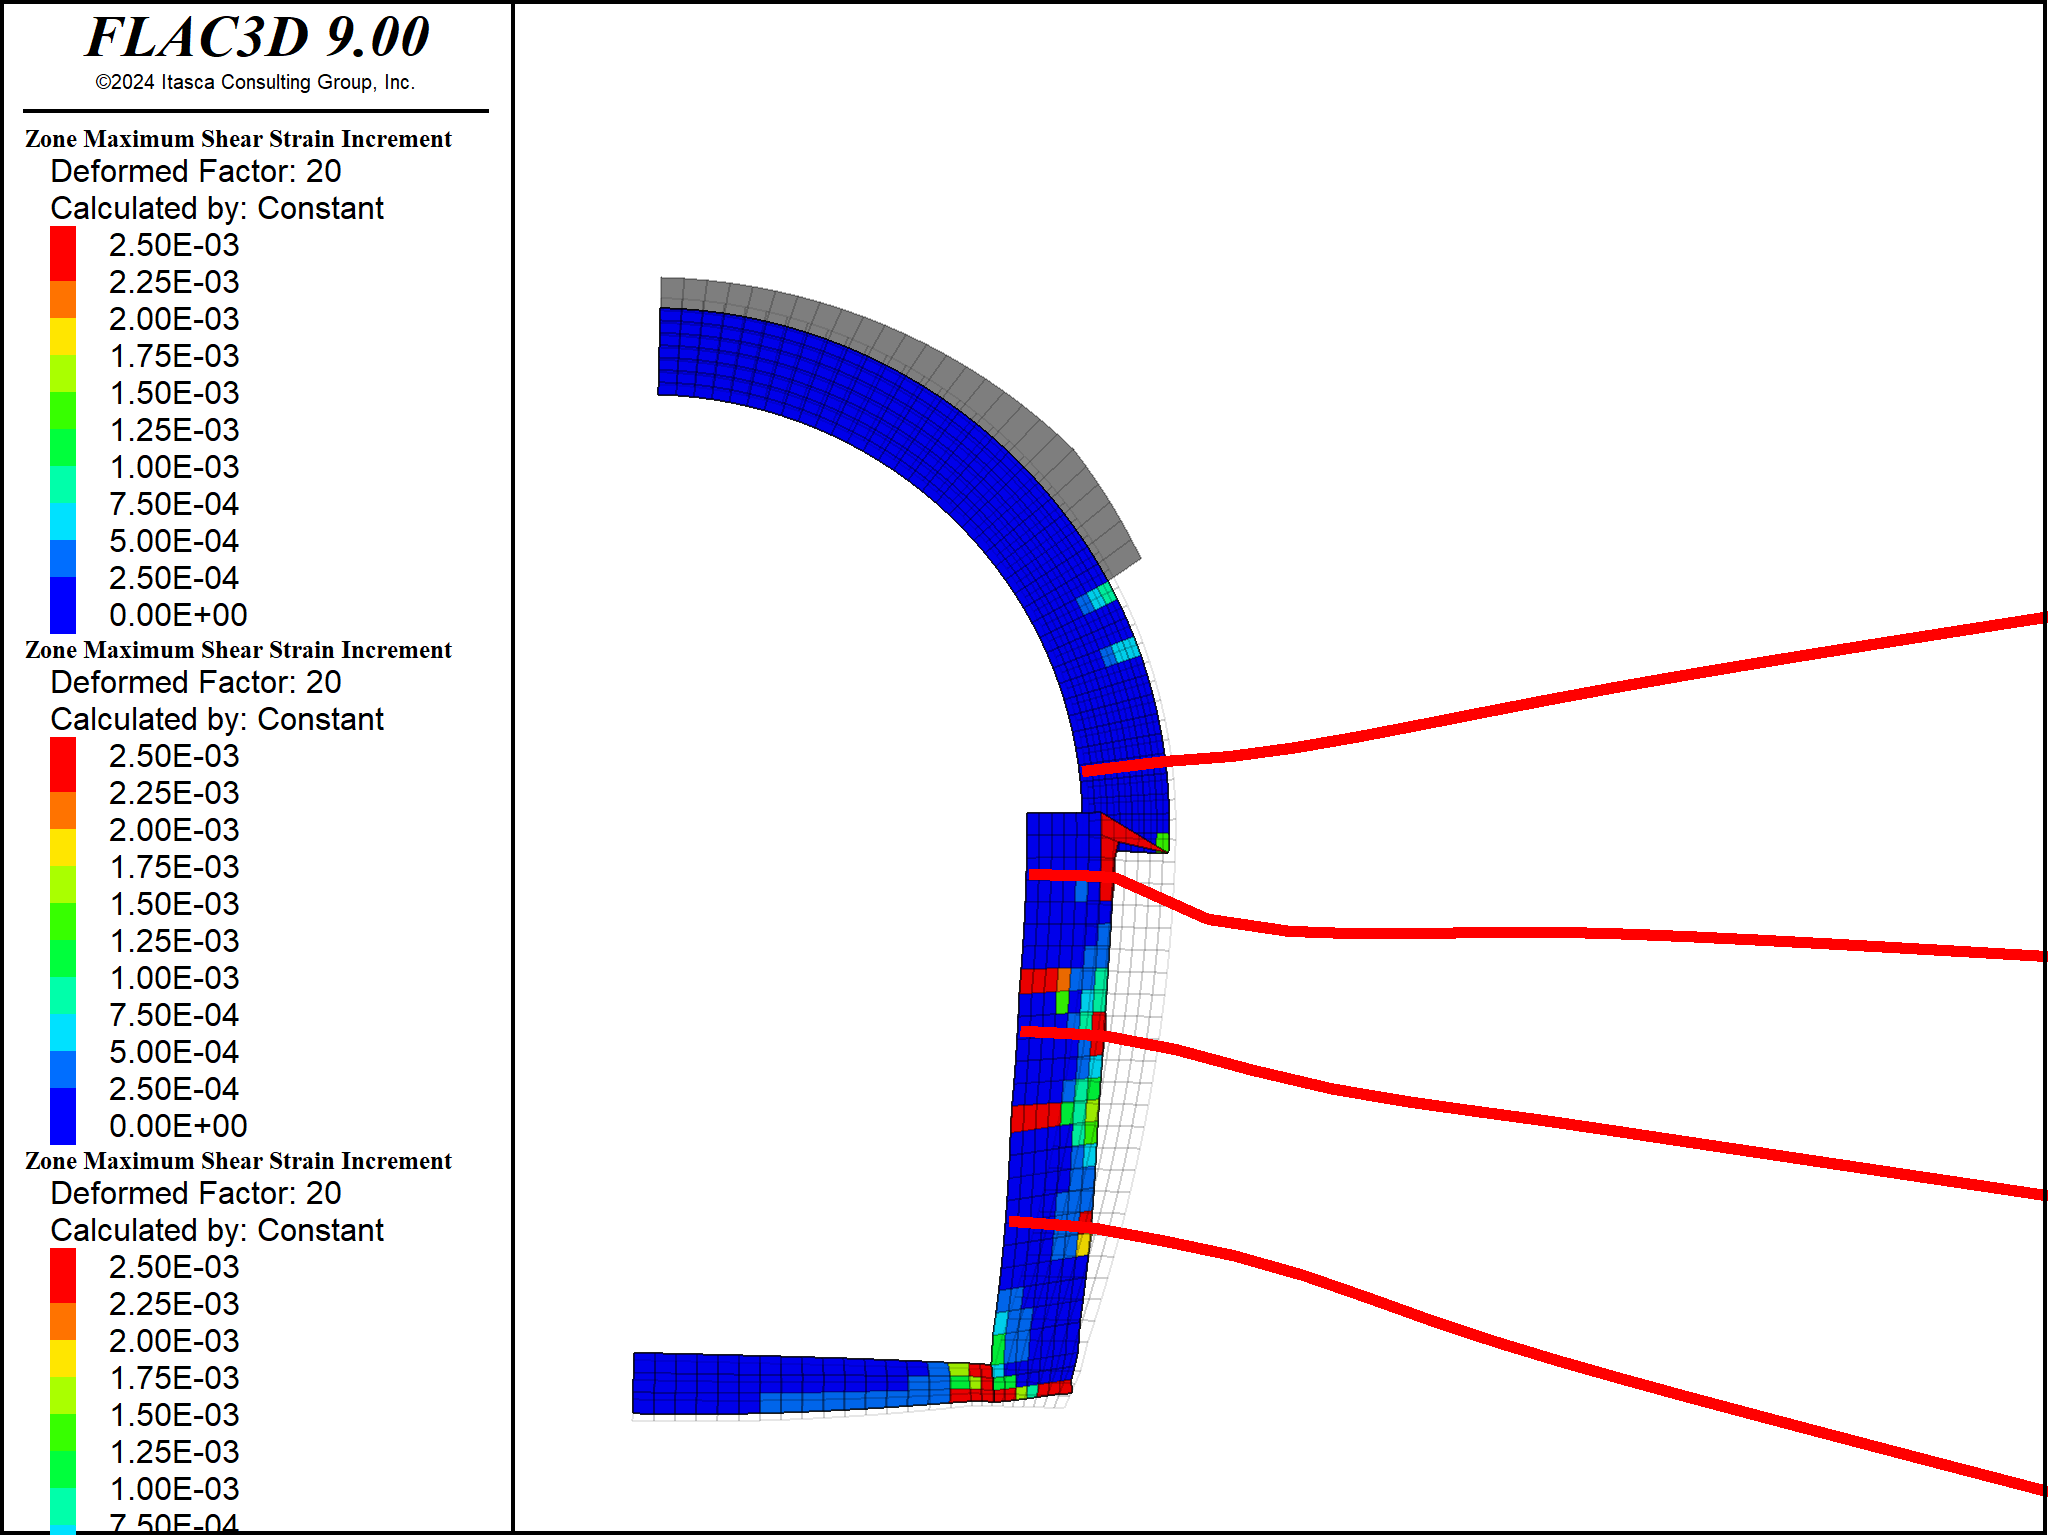 FLAC3D 9.00
©2024 Itasca Consulting Group, Inc.
Zone Maximum Shear Strain Increment
Deformed Factor: 20
Calculated by: Constant
2.50E-03
2.25E-03
2.00E-03
1.75E-03
1.50E-03
1.25E-03
1.00E-03
7.50E-04
5.00E-04
2.50E-04
0.00E+00
Zone Maximum Shear Strain Increment
Deformed Factor: 20
Calculated by: Constant
2.50E-03
2.25E-03
2.00E-03
1.75E-03
1.50E-03
1.25E-03
1.00E-03
7.50E-04
5.00E-04
2.50E-04
0.00E+00
Zone Maximum Shear Strain Increment
Deformed Factor: 20
Calculated by: Constant
2.50E-03
2.25E-03
2.00E-03
1.75E-03
1.50E-03
1.25E-03
1.00E-03
7.50E-04